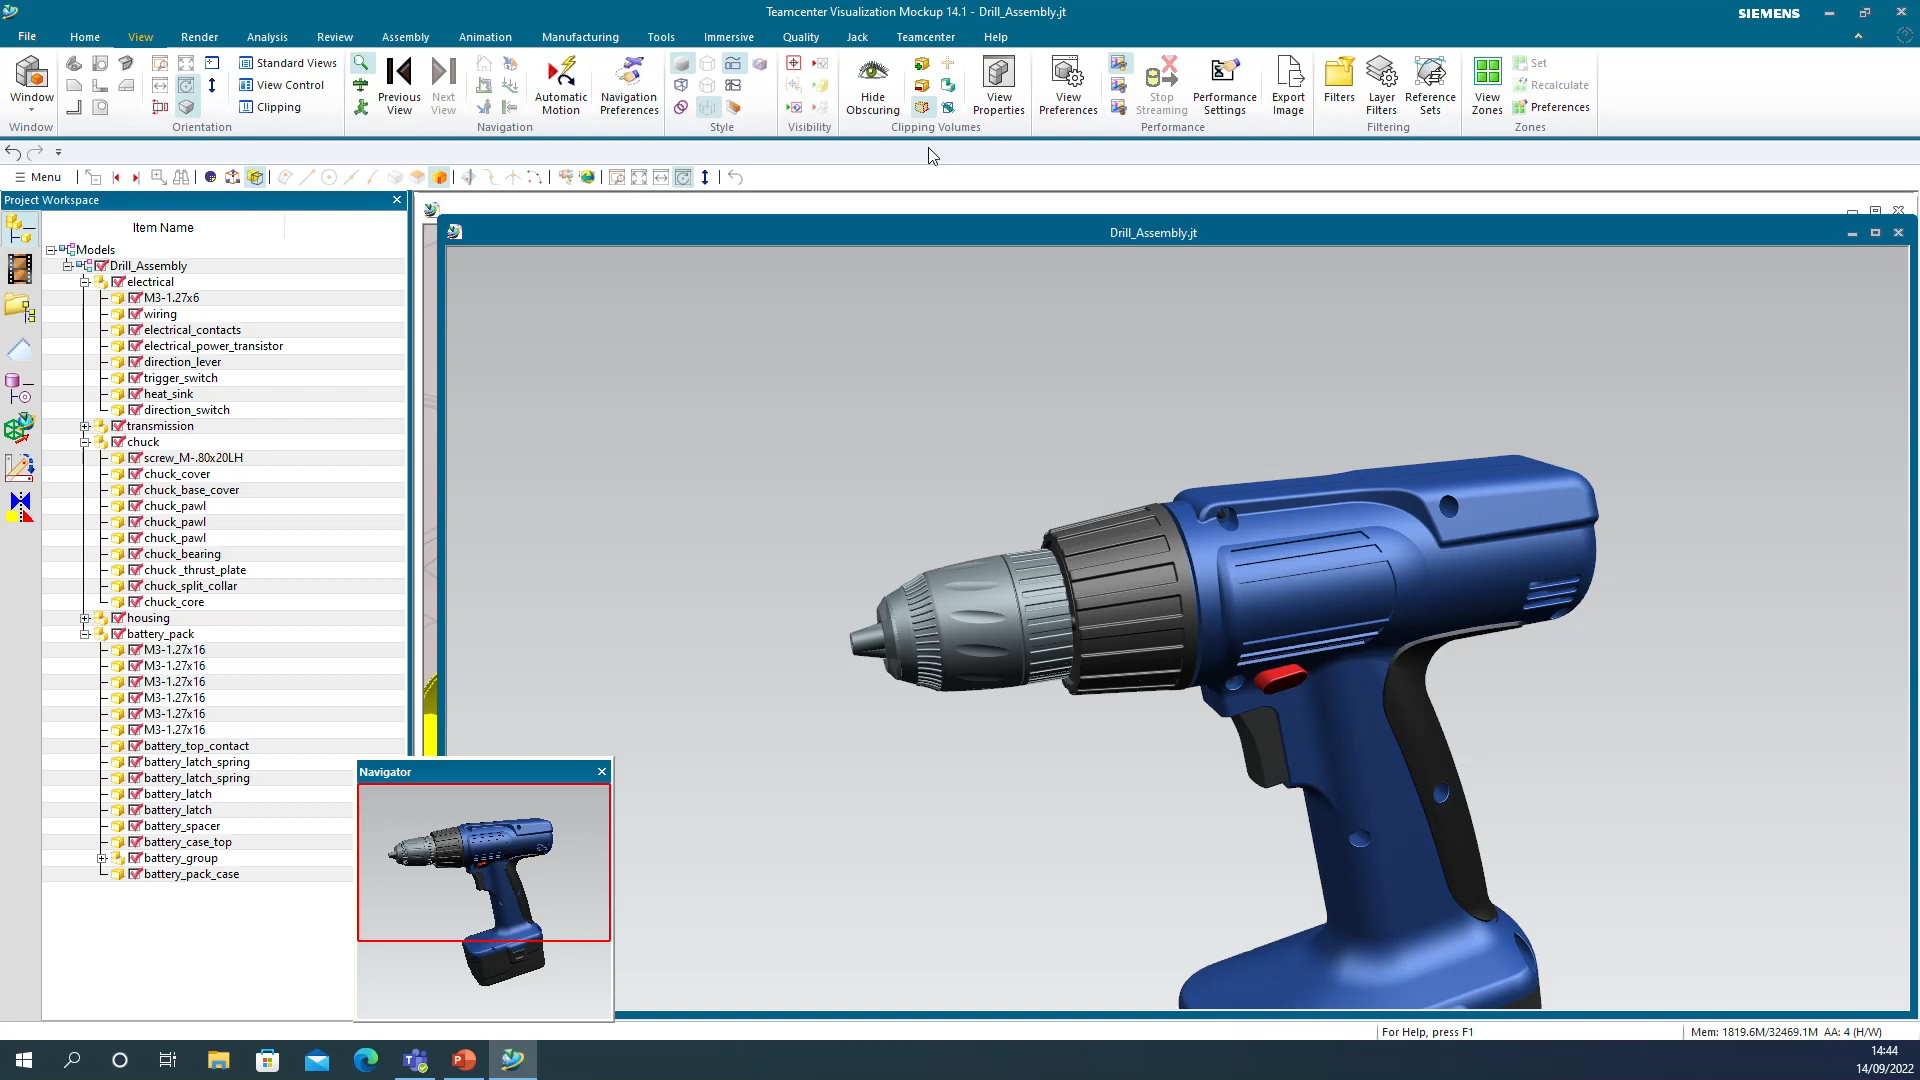 Teamcenter Visualization Mockup 14.1 - Drill_Assembly.jt
SIEMENS
File Home View Render Analysis Review Assembly Animation Manufacturing Tools Immersive Quality Jack Teamcenter Help
Window
Window
Standard Views
View Control
Clipping
Orientation
Previous View
Next View
Automatic Motion
Navigation Preferences
Navigation
Style
Visibility
Hide Obscuring
Clipping Volumes
View Properties
View Preferences
Stop Streaming
Performance Settings
Performance
Export Image
Filters
Layer Filters
Reference Sets
Filtering
View Zones
Set
Recalculate
Preferences
Zones
Menu
Project Workspace
Item Name
Models
Drill_Assembly
electrical
M3-1.27x6
wiring
electrical_contacts
electrical_power_transistor
direction_lever
trigger_switch
heat_sink
direction_switch
transmission
chuck
screw_M-.80x20LH
chuck_cover
chuck_base_cover
chuck_pawl
chuck_pawl
chuck_pawl
chuck_bearing
chuck _thrust_plate
chuck_split_collar
chuck_core
housing
battery_pack
M3-1.27x16
M3-1.27x16
M3-1.27x16
M3-1.27x16
M3-1.27x16
M3-1.27x16
battery_top_contact
battery_latch_spring
battery_latch_spring
battery_latch
battery_latch
battery_spacer
battery_case_top
battery_group
battery_pack_case
Drill_Assembly.jt
Navigator
For Help, press F1
Mem: 1819.6M/32469.1M AA: 4 (H/W)
14:44
14/09/2022